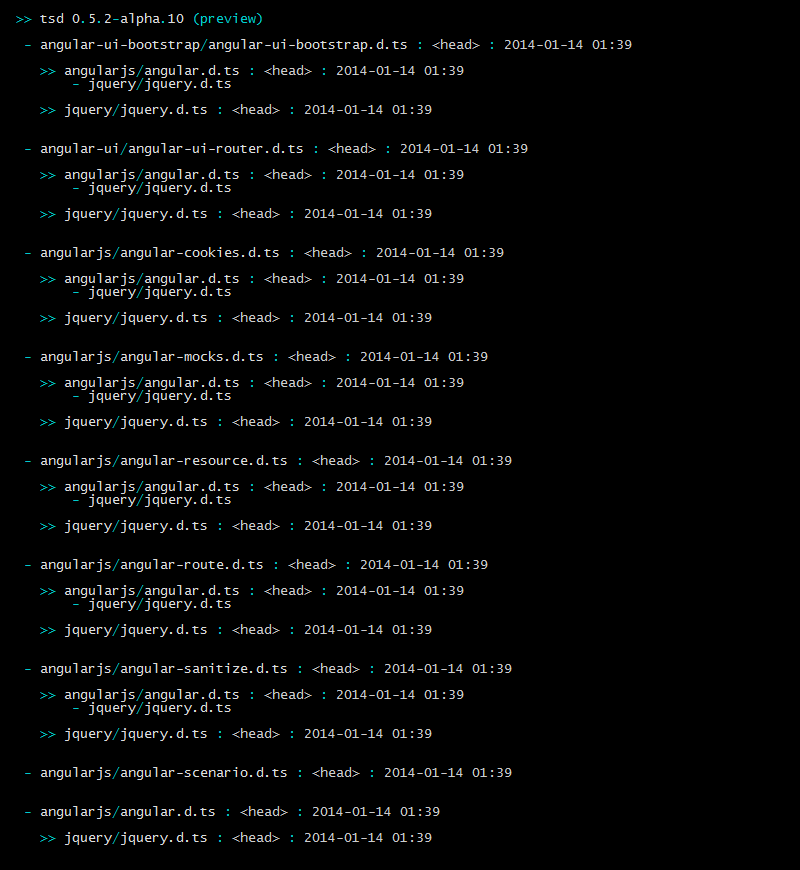 >> tsd 0.5.2-alpha.10 (preview)
- angular-ui-bootstrap/angular-ui-bootstrap.d.ts : <head> : 2014-01-14 01:39
>> angularjs/angular.d.ts : <head> : 2014-01-14 01:39
- jquery/jquery.d.ts
>> jquery/jquery.d.ts : <head> : 2014-01-14 01:39
- angular-ui/angular-ui-router.d.ts : <head> : 2014-01-14 01:39
>> angularjs/angular.d.ts : <head> : 2014-01-14 01:39
- jquery/jquery.d.ts
>> jquery/jquery.d.ts : <head> : 2014-01-14 01:39
- angularjs/angular-cookies.d.ts : <head> : 2014-01-14 01:39
>> angularjs/angular.d.ts : <head> : 2014-01-14 01:39
- jquery/jquery.d.ts
>> jquery/jquery.d.ts : <head> : 2014-01-14 01:39
- angularjs/angular-mocks.d.ts : <head> : 2014-01-14 01:39
>> angularjs/angular.d.ts : <head> : 2014-01-14 01:39
- jquery/jquery.d.ts
>> jquery/jquery.d.ts : <head> : 2014-01-14 01:39
- angularjs/angular-resource.d.ts : <head> : 2014-01-14 01:39
>> angularjs/angular.d.ts : <head> : 2014-01-14 01:39
- jquery/jquery.d.ts
>> jquery/jquery.d.ts : <head> : 2014-01-14 01:39
- angularjs/angular-route.d.ts : <head> : 2014-01-14 01:39
>> angularjs/angular.d.ts : <head> : 2014-01-14 01:39
- jquery/jquery.d.ts
>> jquery/jquery.d.ts : <head> : 2014-01-14 01:39
- angularjs/angular-sanitize.d.ts : <head> : 2014-01-14 01:39
>> angularjs/angular.d.ts : <head> : 2014-01-14 01:39
- jquery/jquery.d.ts
>> jquery/jquery.d.ts : <head> : 2014-01-14 01:39
- angularjs/angular-scenario.d.ts : <head> : 2014-01-14 01:39
- angularjs/angular.d.ts : <head> : 2014-01-14 01:39
>> jquery/jquery.d.ts : <head> : 2014-01-14 01:39